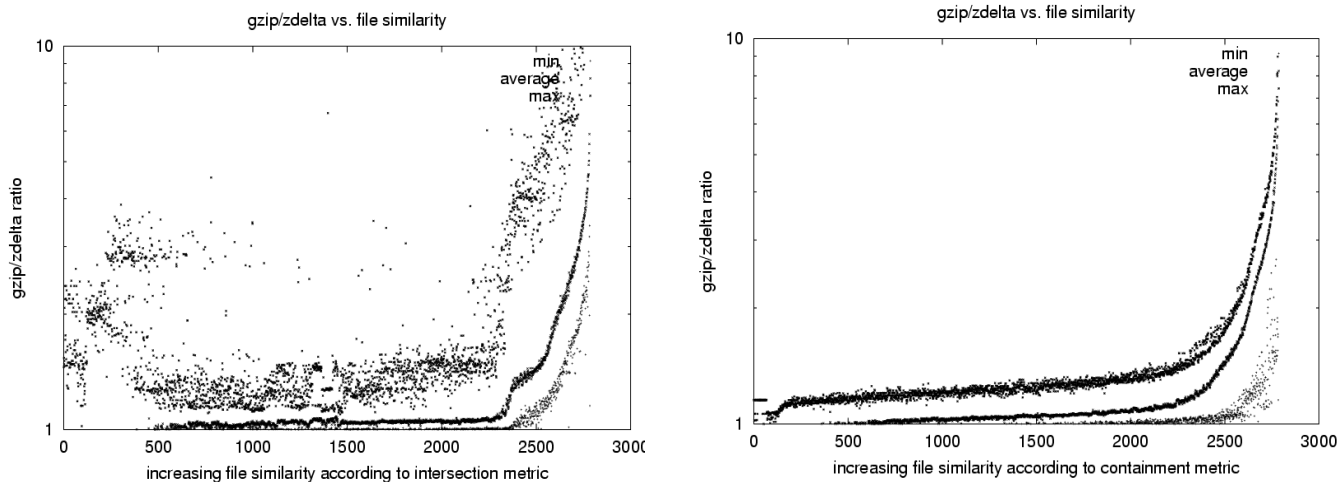 gzip/zdelta vs. file similarity
10
min
average
max
gzip/zdelta ratio
1
0 500 1000 1500 2000 2500 3000
increasing file similarity according to intersection metric
gzip/zdelta vs. file similarity
10
min
average
max
gzip/zdelta ratio
1
0 500 1000 1500 2000 2500 3000
increasing file similarity according to containment metric